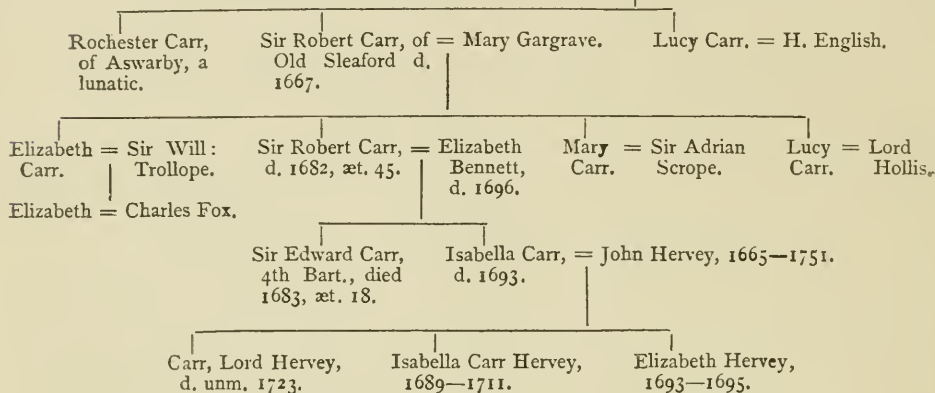 Rochester Carr,
of Aswarby, a
lunatic.
Sir Robert Carr, of = Mary Gargrave.
Old Sleaford d.
1667.
Lucy Carr. = H. English.
Elizabeth = Sir Will:
Carr. Trollope.
Sir Robert Carr, = Elizabeth
d. 1682, æt. 45. Bennett,
d. 1696.
Mary = Sir Adrian
Carr. Scrope.
Lucy = Lord
Carr. Hollis.
Elizabeth = Charles Fox.
Sir Edward Carr,
4th Bart., died
1683, æt. 18.
Isabella Carr, = John Hervey, 1665—1751.
d. 1693.
Carr, Lord Hervey,
d. unm. 1723.
Isabella Carr Hervey,
1689—1711.
Elizabeth Hervey,
1693—1695.